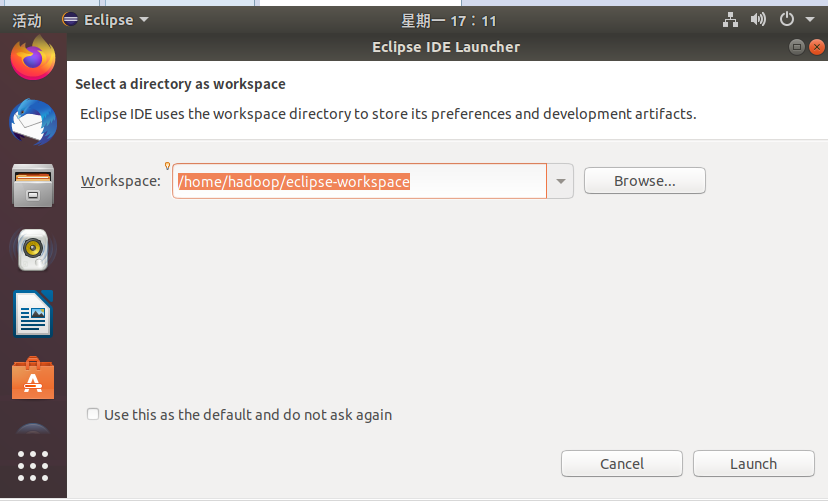 活动 Eclipse 星期一 17：11
Eclipse IDE Launcher
Select a directory as workspace
Eclipse IDE uses the workspace directory to store its preferences and development artifacts.
Workspace: /home/hadoop/eclipse-workspace Browse...
Use this as the default and do not ask again
Cancel Launch